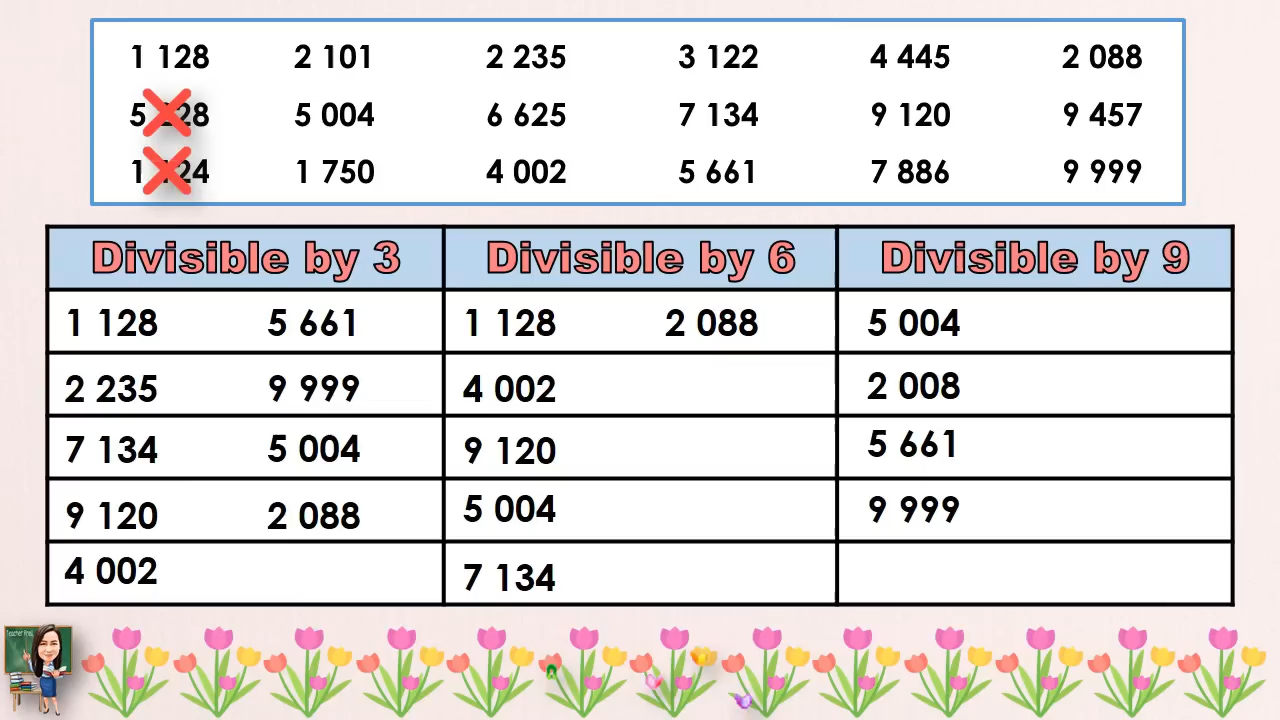 1 128 2 101 2 235 3 122 4 445 2 088
5 004 6 625 7 134 9 120 9 457
1 750 4 002 5 661 7 886 9 999
Divisible by 3 Divisible by 6 Divisible by 9
1 128 5 661 1 128 2 088 5 004
2 235 9 999 4 002 2 008
7 134 5 004 9 120 5 661
9 120 2 088 5 004 9 999
4 002 7 134